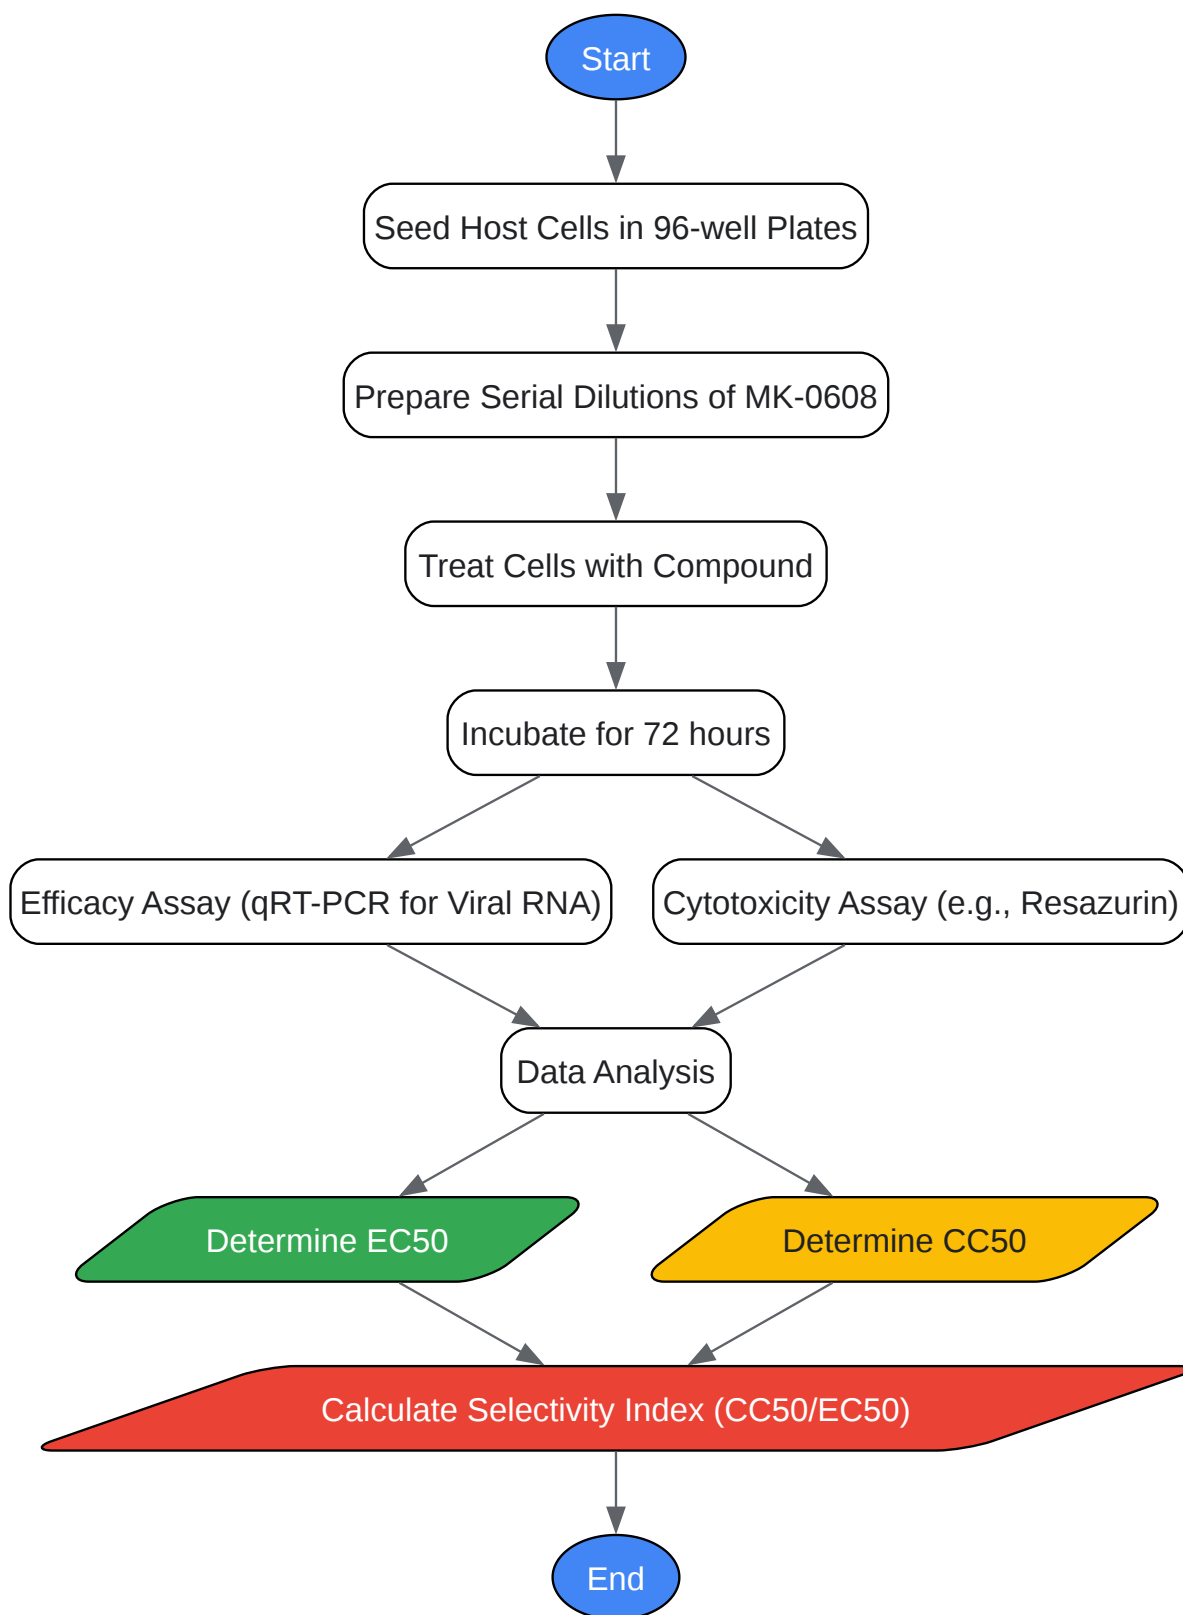 Start
Seed Host Cells in 96-well Plates
Prepare Serial Dilutions of MK-0608
Treat Cells with Compound
Incubate for 72 hours
Efficacy Assay (qRT-PCR for Viral RNA)
Cytotoxicity Assay (e.g., Resazurin)
Data Analysis
Determine EC50
Determine CC50
Calculate Selectivity Index (CC50/EC50)
End